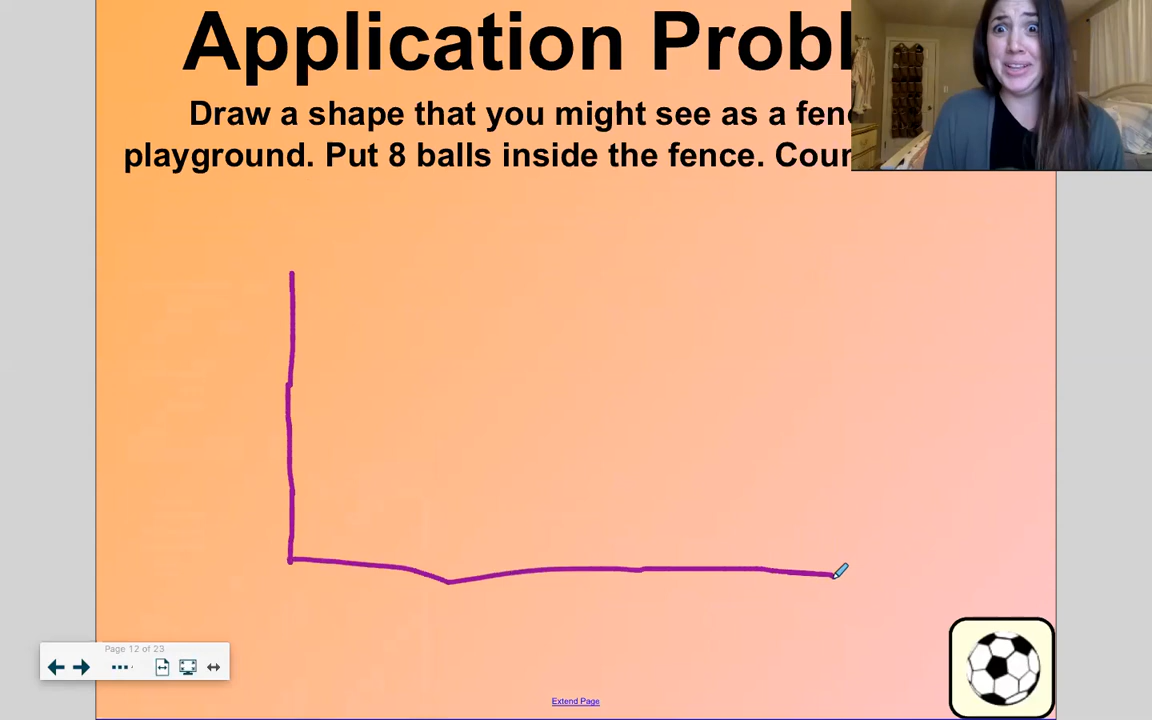 Application Probl
Draw a shape that you might see as a fen
playground. Put 8 balls inside the fence. Coun
Page 12 of 23
Extend Page